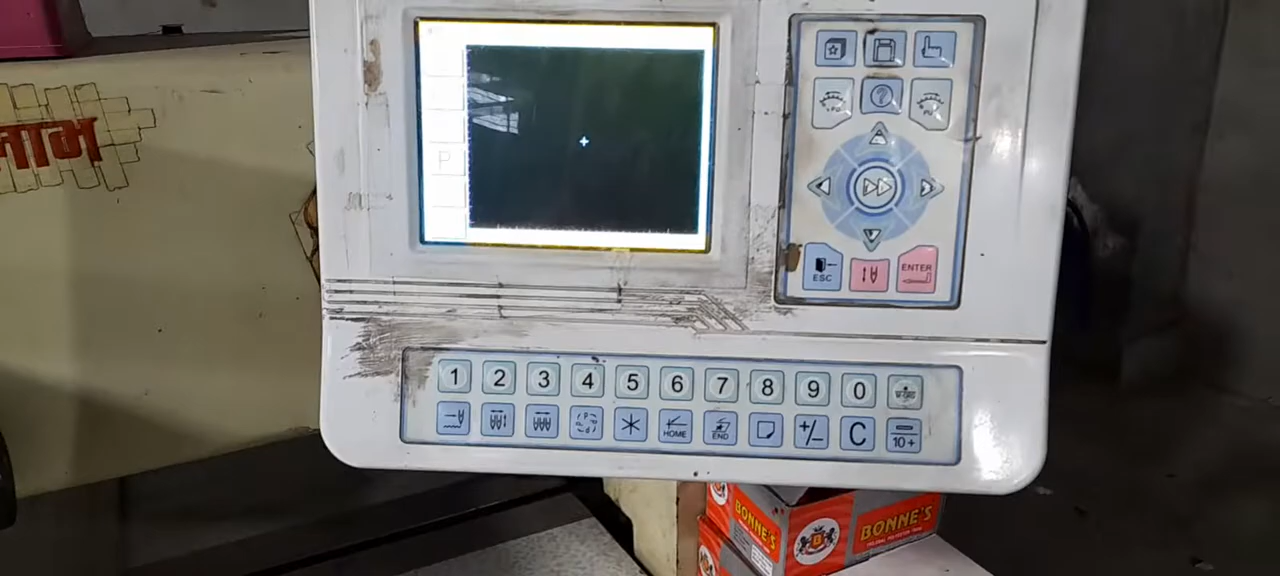 लाभ
P
?
ESC
ENTER
1 2 3 4 5 6 7 8 9 0
HOME
END
+/-
C
10+
BONNE'S
BONNE'S
B